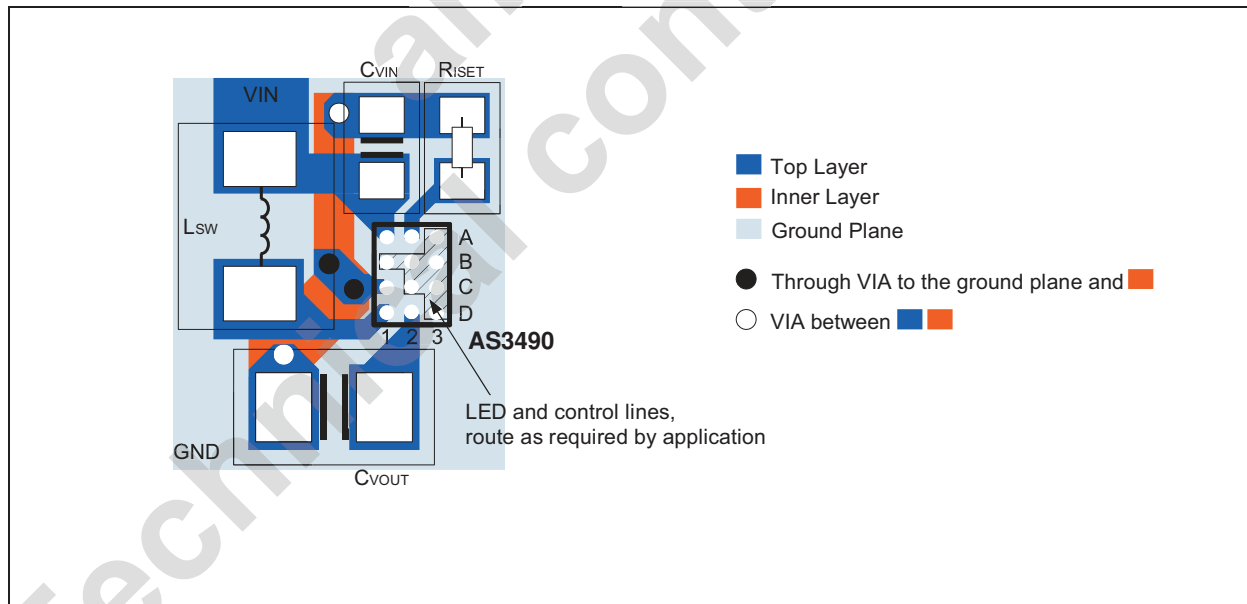 CVIN RISET
VIN
LSW
A
B
C
D
1 2 3
AS3490
LED and control lines,
route as required by application
GND
CVOUT
Top Layer
Inner Layer
Ground Plane
Through VIA to the ground plane and
VIA between
Technical